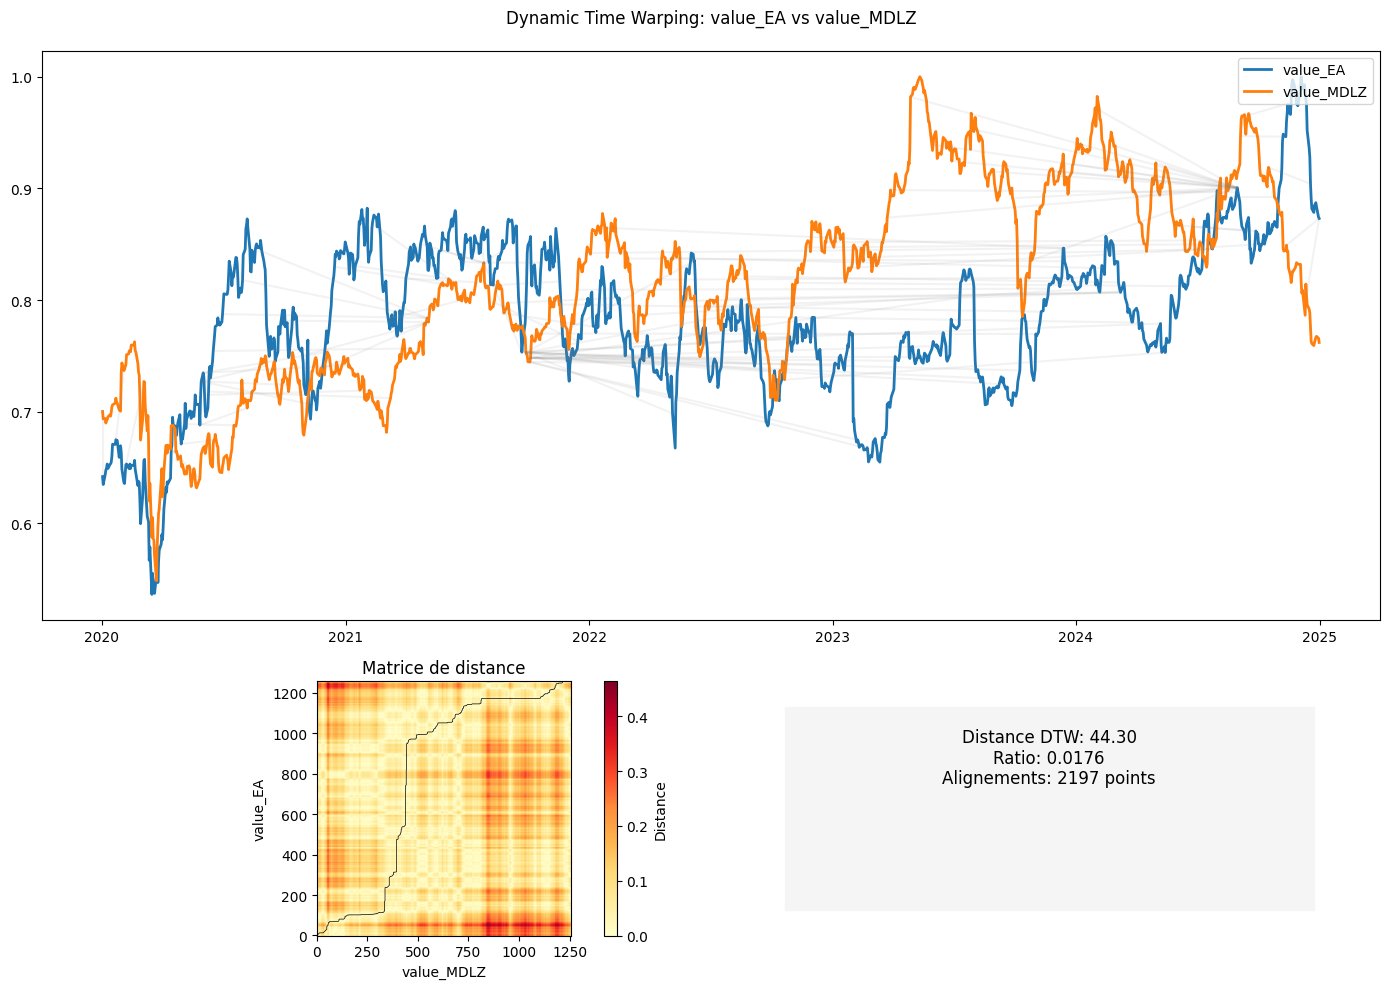 Dynamic Time Warping: value_EA vs value_MDLZ
1.0
0.9
0.8
0.7
0.6
value_EA
value_MDLZ
2020 2021 2022 2023 2024 2025
Matrice de distance
1200
1000
800
600
400
200
0
value_EA
0 250 500 750 1000 1250
value_MDLZ
0.4
0.3
0.2
0.1
0.0
Distance
Distance DTW: 44.30
Ratio: 0.0176
Alignements: 2197 points